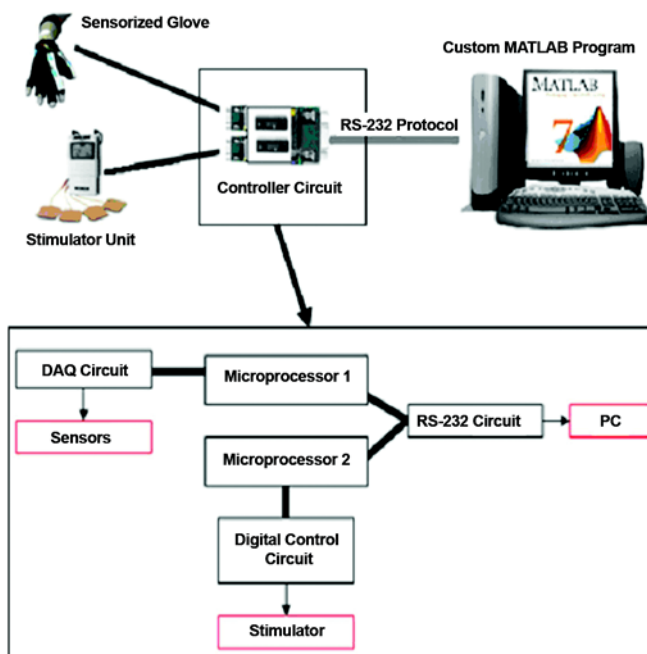 Sensorized Glove
Custom MATLAB Program
MATLAB
7
RS-232 Protocol
Controller Circuit
Stimulator Unit
DAQ Circuit
Microprocessor 1
Sensors
RS-232 Circuit
PC
Microprocessor 2
Digital Control
Circuit
Stimulator